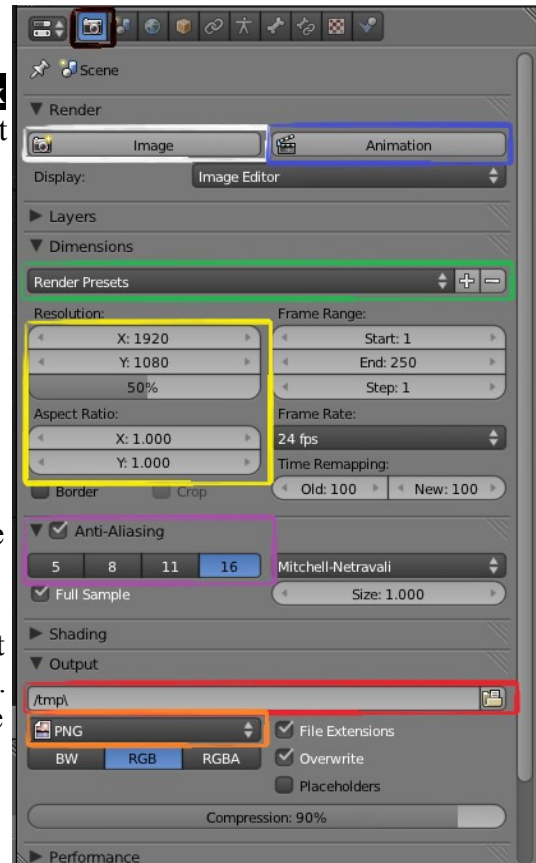 Scene
k
Render
t
Image Animation
Display: Image Editor
Layers
Dimensions
Render Presets
Resolution: Frame Range:
X: 1920 Start: 1
Y: 1080 End: 250
50% Step: 1
Aspect Ratio: Frame Rate:
X: 1.000 24 fps
Y: 1.000 Time Remapping:
Border Crop Old: 100 New: 100
e
Anti-Aliasing
5 8 11 16 Mitchell-Netravali
Full Sample Size: 1.000
Shading
t
Output
.
e
/tmp\
PNG File Extensions
BW RGB RGBA Overwrite
Placeholders
Compression: 90%
Performance